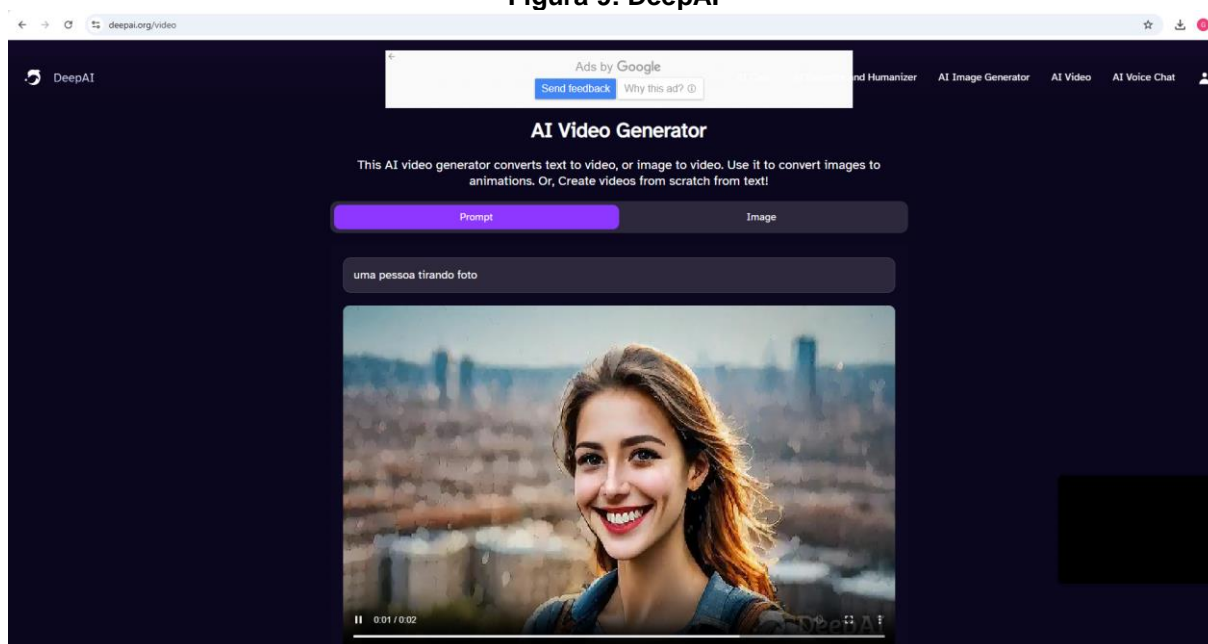 deepai.org/video
DeepAI
Ads by Google
Send feedback
Why this ad?
nd Humanizer
AI Image Generator
AI Video
AI Voice Chat
AI Video Generator
This AI video generator converts text to video, or image to video. Use it to convert images to
animations. Or, Create videos from scratch from text!
Prompt
Image
uma pessoa tirando foto
0:01 / 0:02
DeepAI